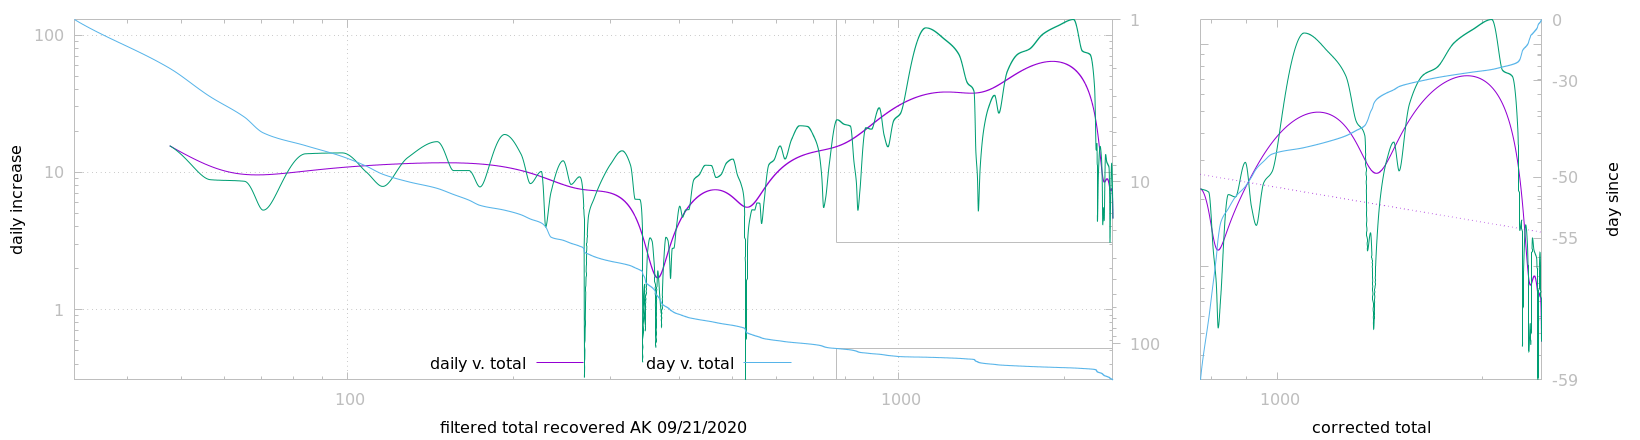 daily increase
100
10
1
100
1000
daily v. total
day v. total
filtered total recovered AK 09/21/2020
1
10
100
1000
corrected total
0
-30
-50
-55
-59
day since